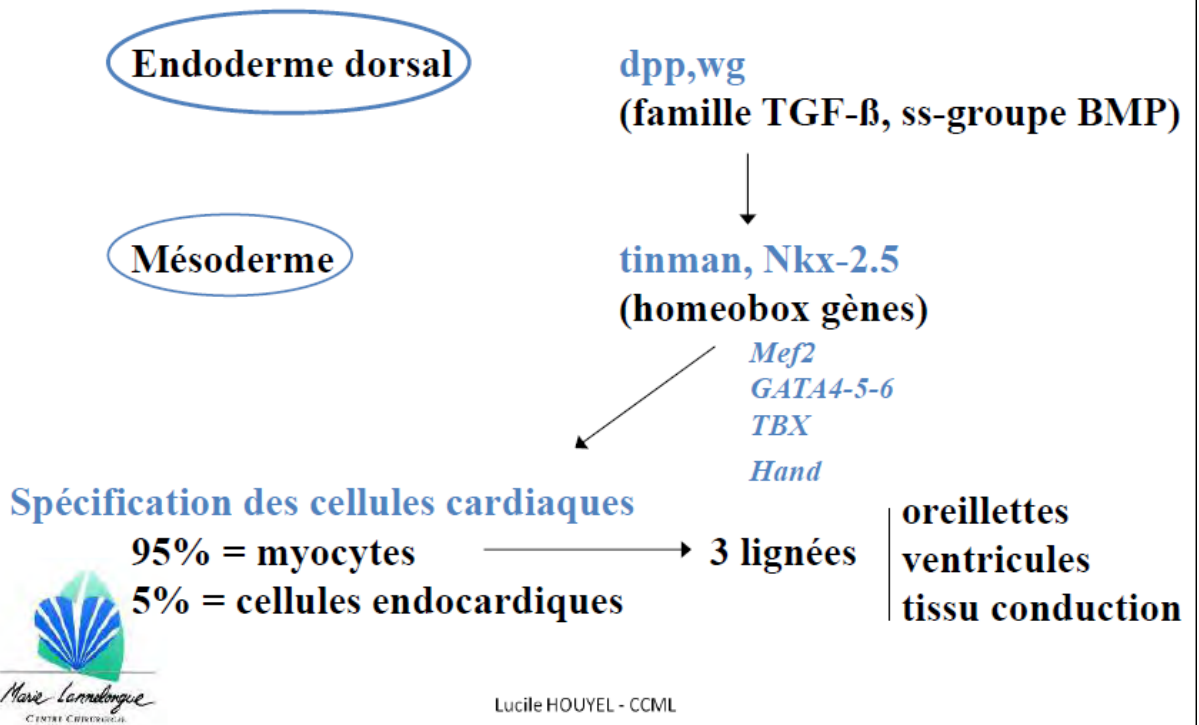 Endoderme dorsal
dpp,wg
(famille TGF-ß, ss-groupe BMP)
Mésoderme
tinman, Nkx-2.5
(homeobox gènes)
Mef2
GATA4-5-6
TBX
Hand
Spécification des cellules cardiaques
95% = myocytes
3 lignées
oreillettes
ventricules
tissu conduction
5% = cellules endocardiques
Marie Lannelongue
CENTRE CHIRURGICAL
Lucile HOUYEL - CCML